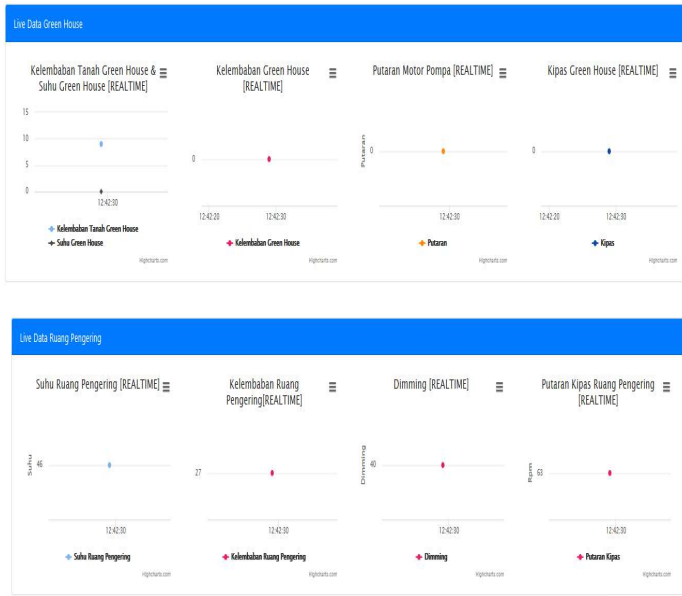 Live Data Green House
Kelembaban Tanah Green House &
Suhu Green House [REALTIME]
15
10
5
0
12:42:30
Kelembaban Tanah Green House
Suhu Green House
Highcharts.com
Kelembaban Green House
[REALTIME]
0
12:42:20 12:42:30
Kelembaban Green House
Highcharts.com
Putaran Motor Pompa [REALTIME]
Putaran
0
12:42:30
Putaran
Highcharts.com
Kipas Green House [REALTIME]
0
12:42:20 12:42:30
Kipas
Highcharts.com
Live Data Ruang Pengering
Suhu Ruang Pengering [REALTIME]
Suhu
46
12:42:30
Suhu Ruang Pengering
Highcharts.com
Kelembaban Ruang
Pengering[REALTIME]
27
12:42:30
Kelembaban Ruang Pengering
Highcharts.com
Dimming [REALTIME]
Dimming
40
12:42:30
Dimming
Highcharts.com
Putaran Kipas Ruang Pengering
[REALTIME]
Rpm
63
12:42:30
Putaran Kipas
Highcharts.com